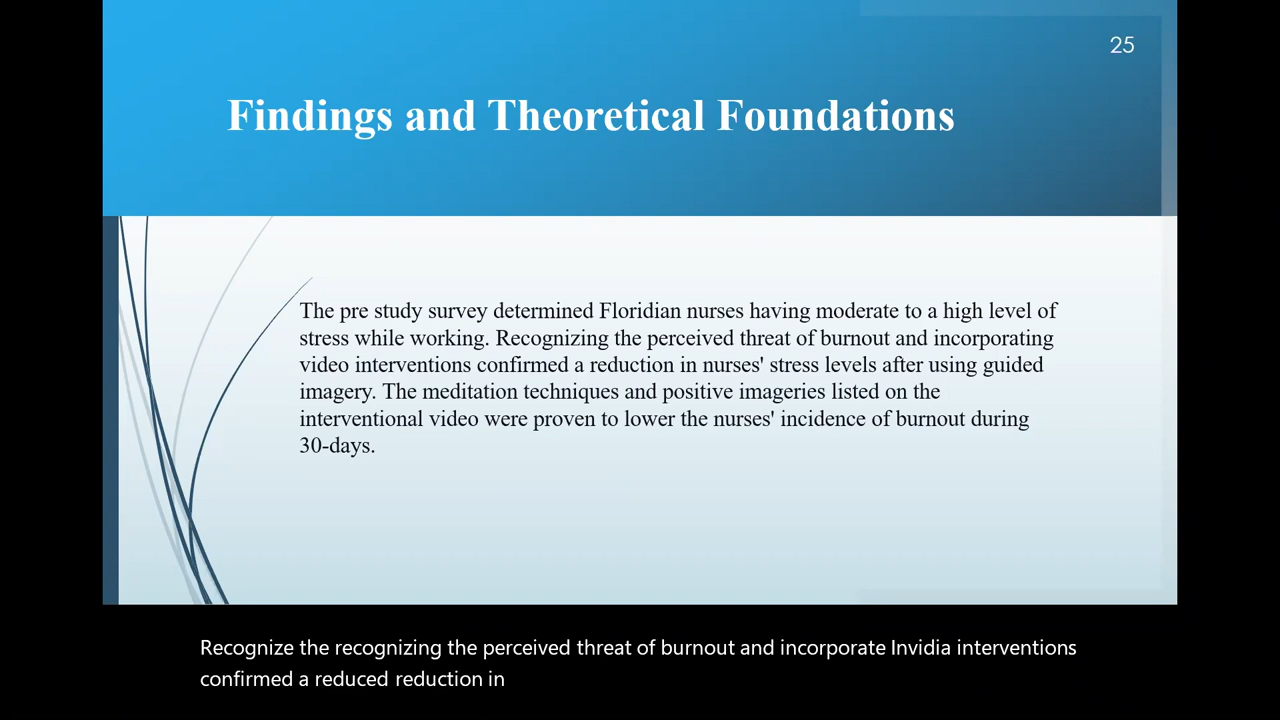 25
Findings and Theoretical Foundations
The pre study survey determined Floridian nurses having moderate to a high level of
stress while working. Recognizing the perceived threat of burnout and incorporating
video interventions confirmed a reduction in nurses' stress levels after using guided
imagery. The meditation techniques and positive imageries listed on the
interventional video were proven to lower the nurses' incidence of burnout during
30-days.
Recognize the recognizing the perceived threat of burnout and incorporate Invidia interventions
confirmed a reduced reduction in